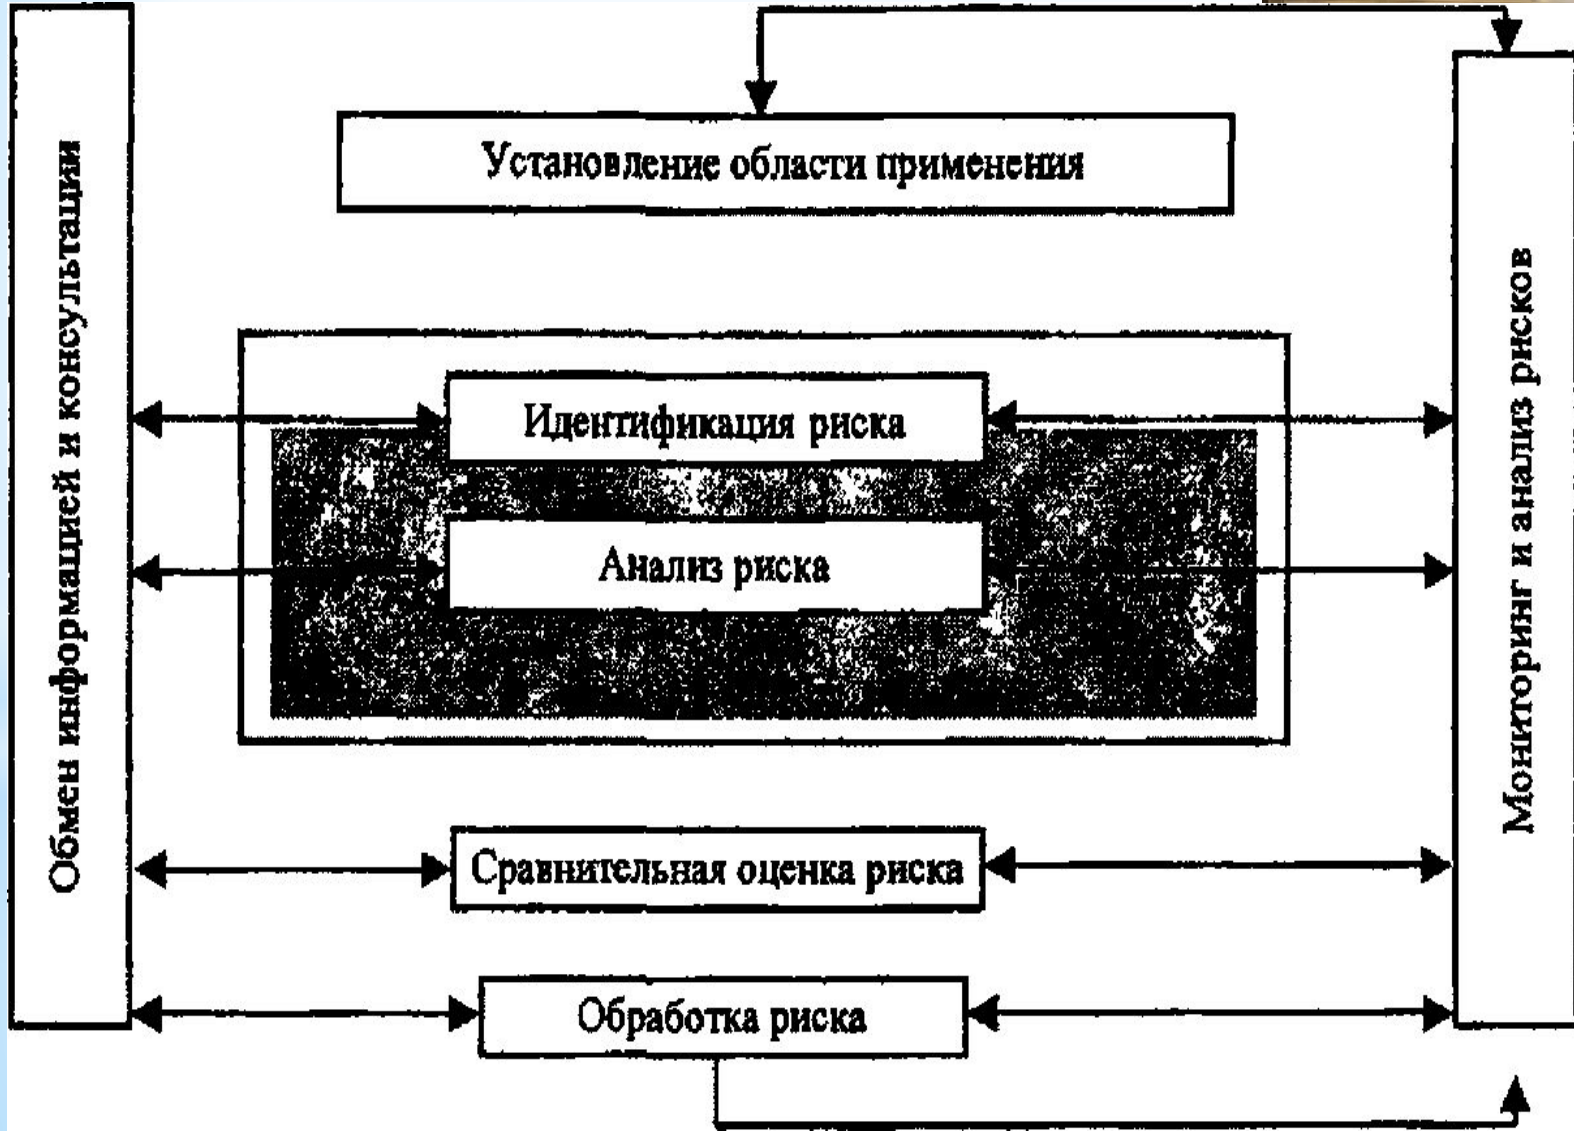 Обмен информацией и консультации
Установление области применения
Идентификация риска
Анализ риска
Сравнительная оценка риска
Обработка риска
Мониторинг и анализ рисков